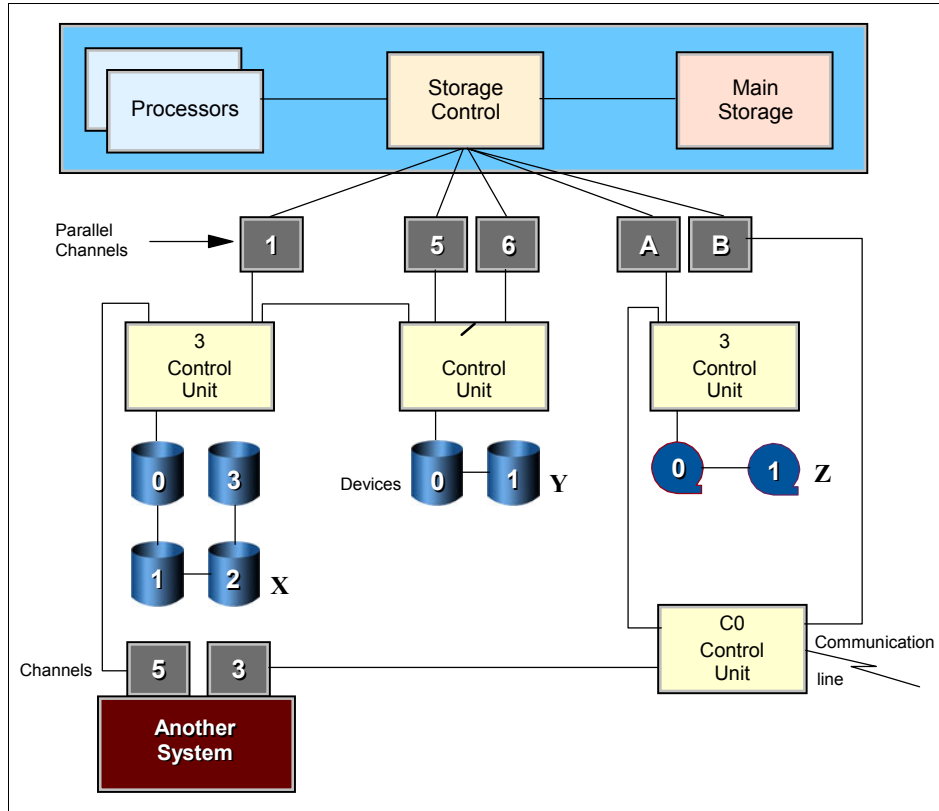 Processors
Storage
Control
Main
Storage
Parallel
Channels
1
5
6
A
B
3
Control
Unit
Control
Unit
3
Control
Unit
0
3
Devices
0
1
Y
0
1
Z
1
2
X
Channels
5
3
C0
Control
Unit
Communication
line
Another
System